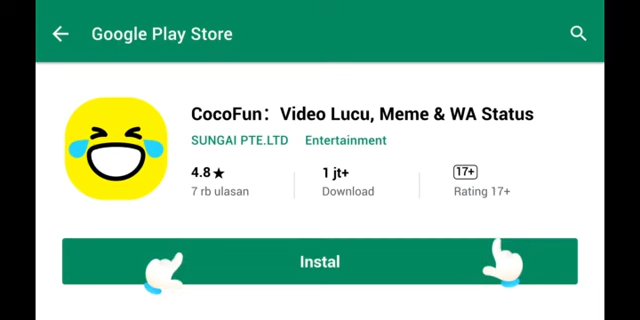 Google Play Store
CocoFun： Video Lucu, Meme & WA Status
SUNGAI PTE.LTD Entertainment
4.8★ 1 jt+ 17+
7 rb ulasan Download Rating 17+
Instal